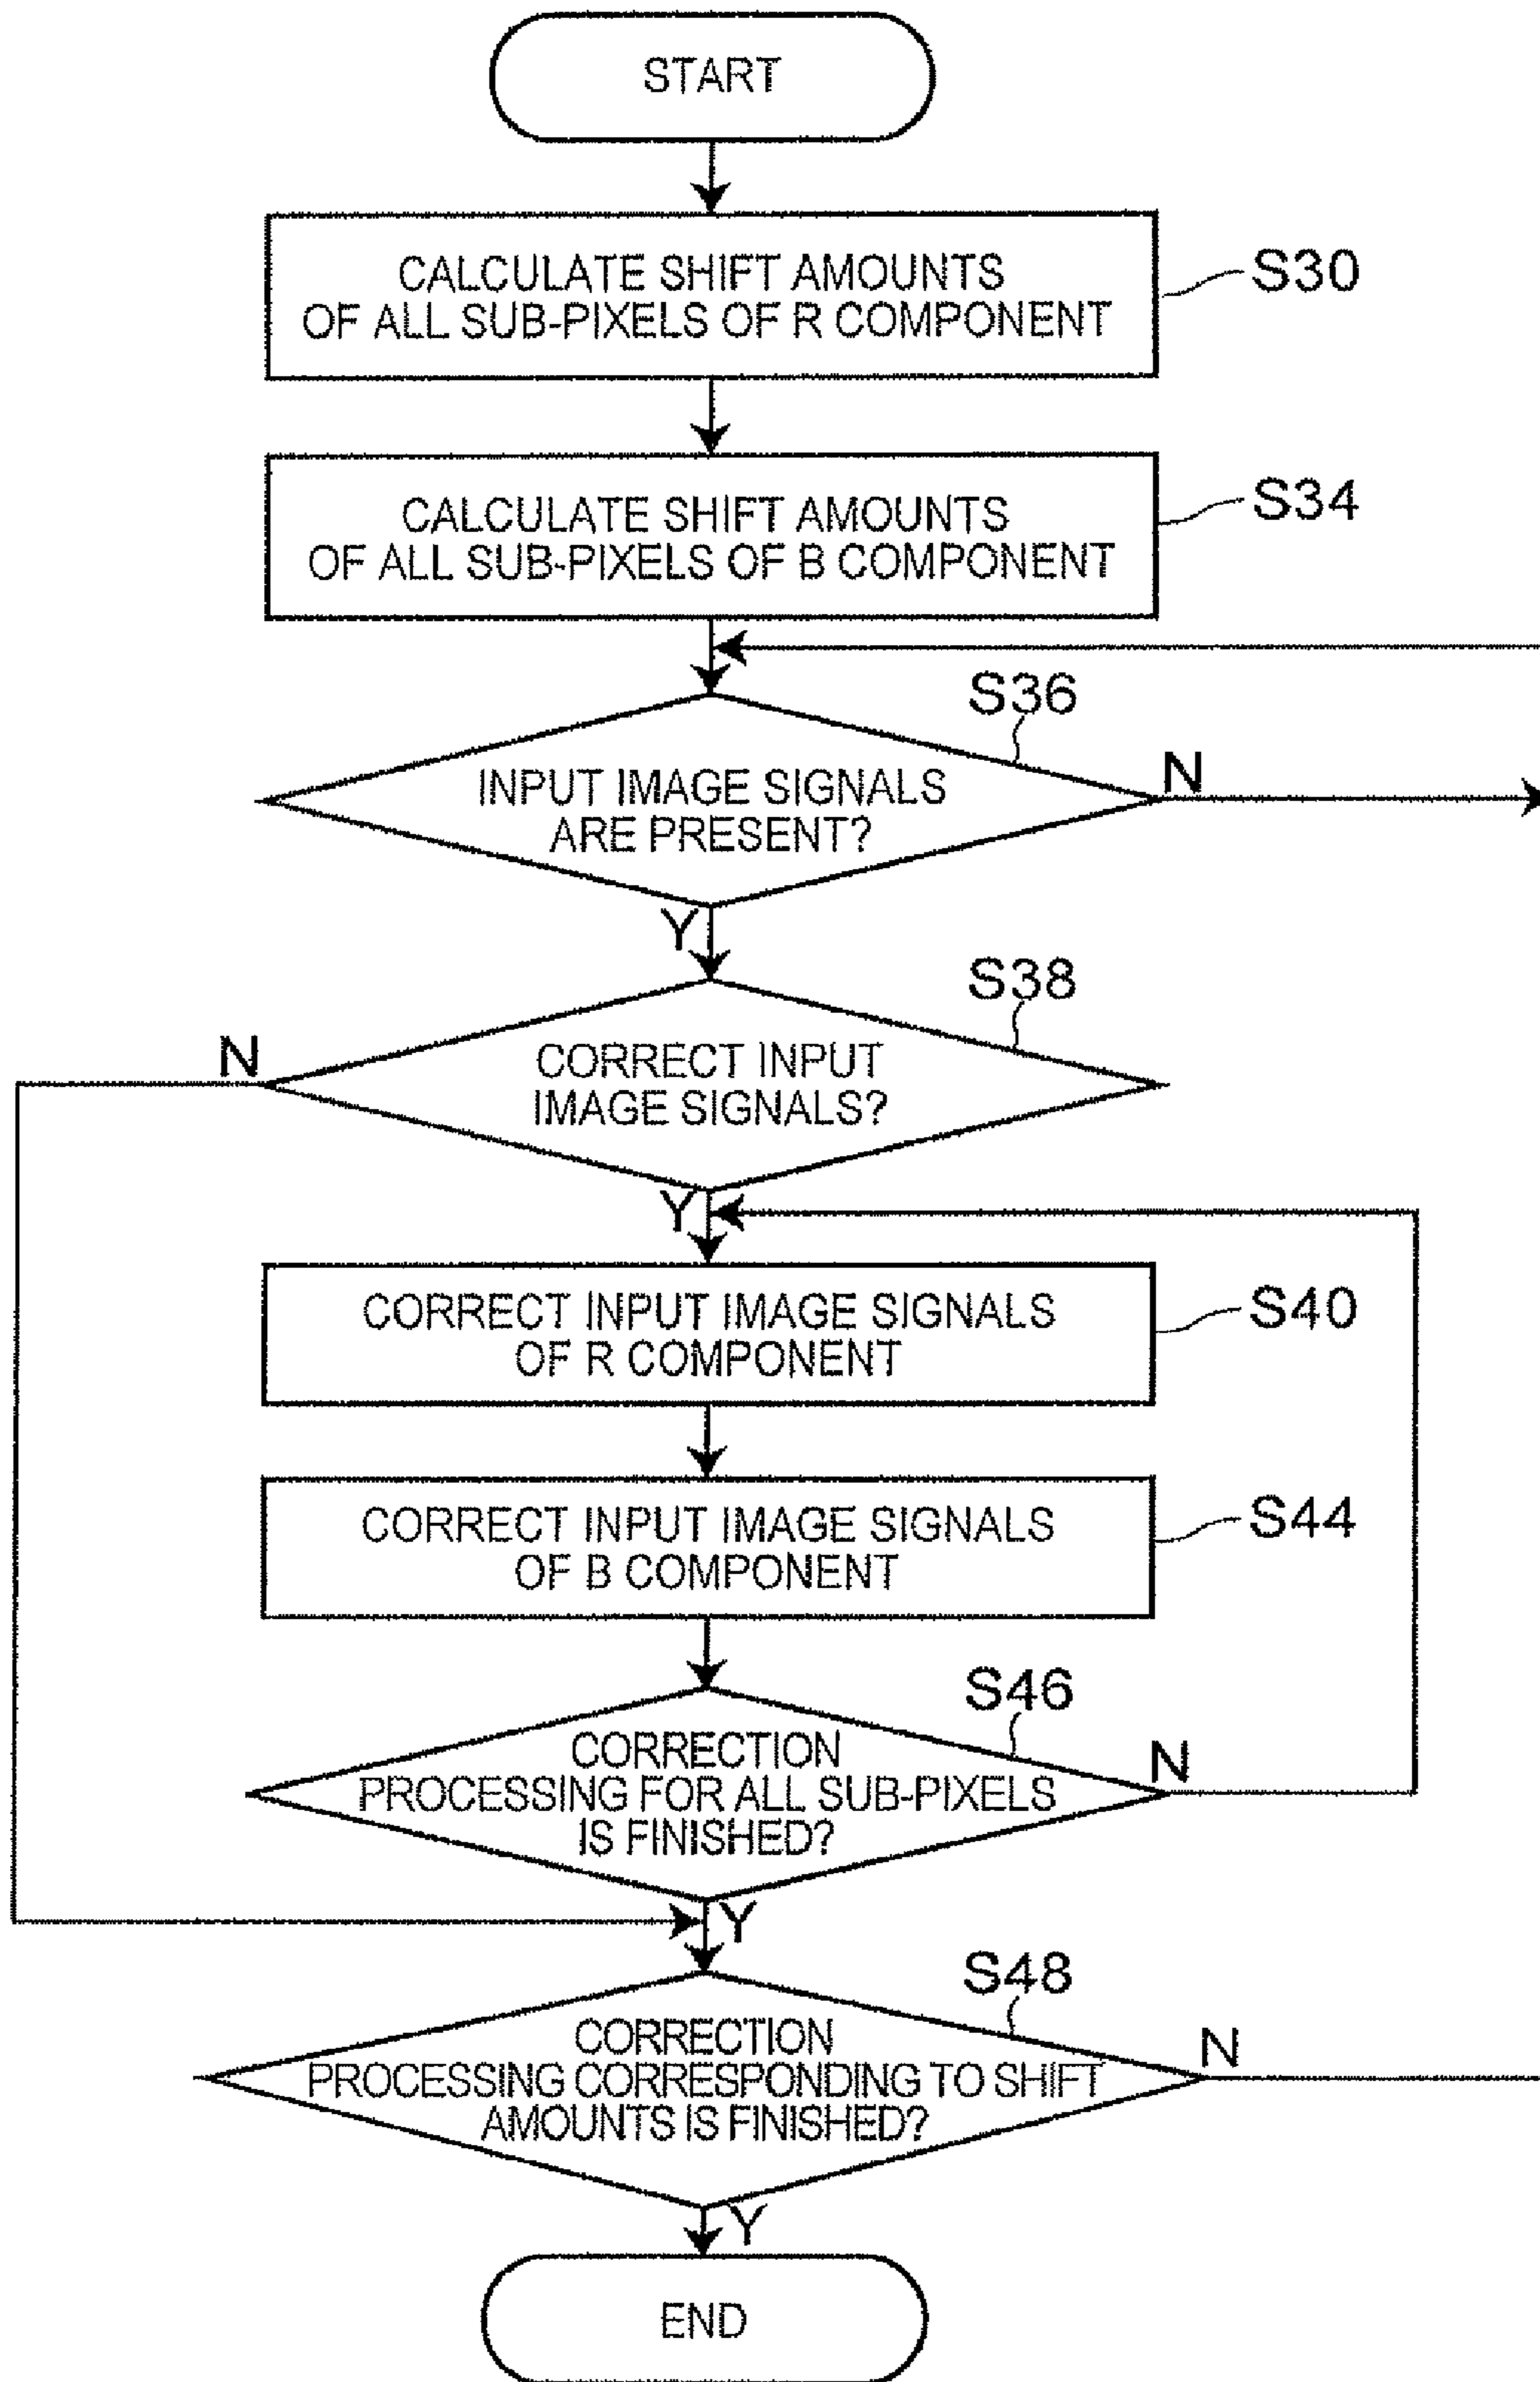 START
CALCULATE SHIFT AMOUNTS
OF ALL SUB-PIXELS OF R COMPONENT
S30
CALCULATE SHIFT AMOUNTS
OF ALL SUB-PIXELS OF B COMPONENT
S34
S36
INPUT IMAGE SIGNALS
ARE PRESENT?
N
Y
S38
N
CORRECT INPUT
IMAGE SIGNALS?
Y
CORRECT INPUT IMAGE SIGNALS
OF R COMPONENT
S40
CORRECT INPUT IMAGE SIGNALS
OF B COMPONENT
S44
S46
CORRECTION
PROCESSING FOR ALL SUB-PIXELS
IS FINISHED?
N
Y
S48
CORRECTION
PROCESSING CORRESPONDING TO SHIFT
AMOUNTS IS FINISHED?
N
Y
END